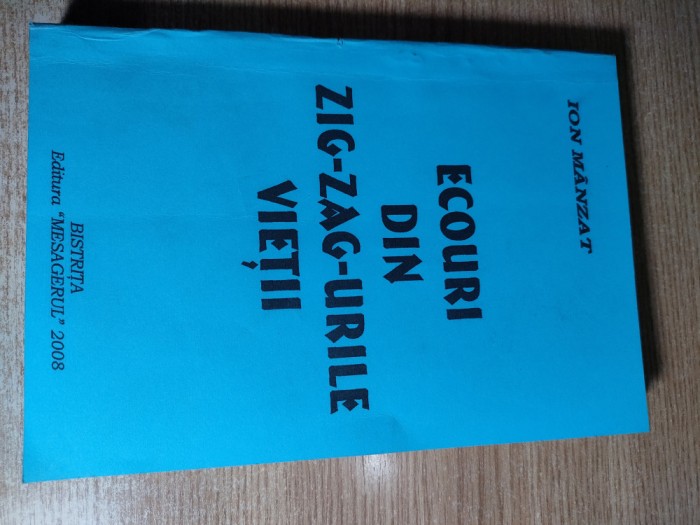 ION MÂNZAT
ECOURI
DIN
ZIG-ZAG-URILE
VIEȚII
BISTRIȚA
Editura "MESAGERUL" 2008